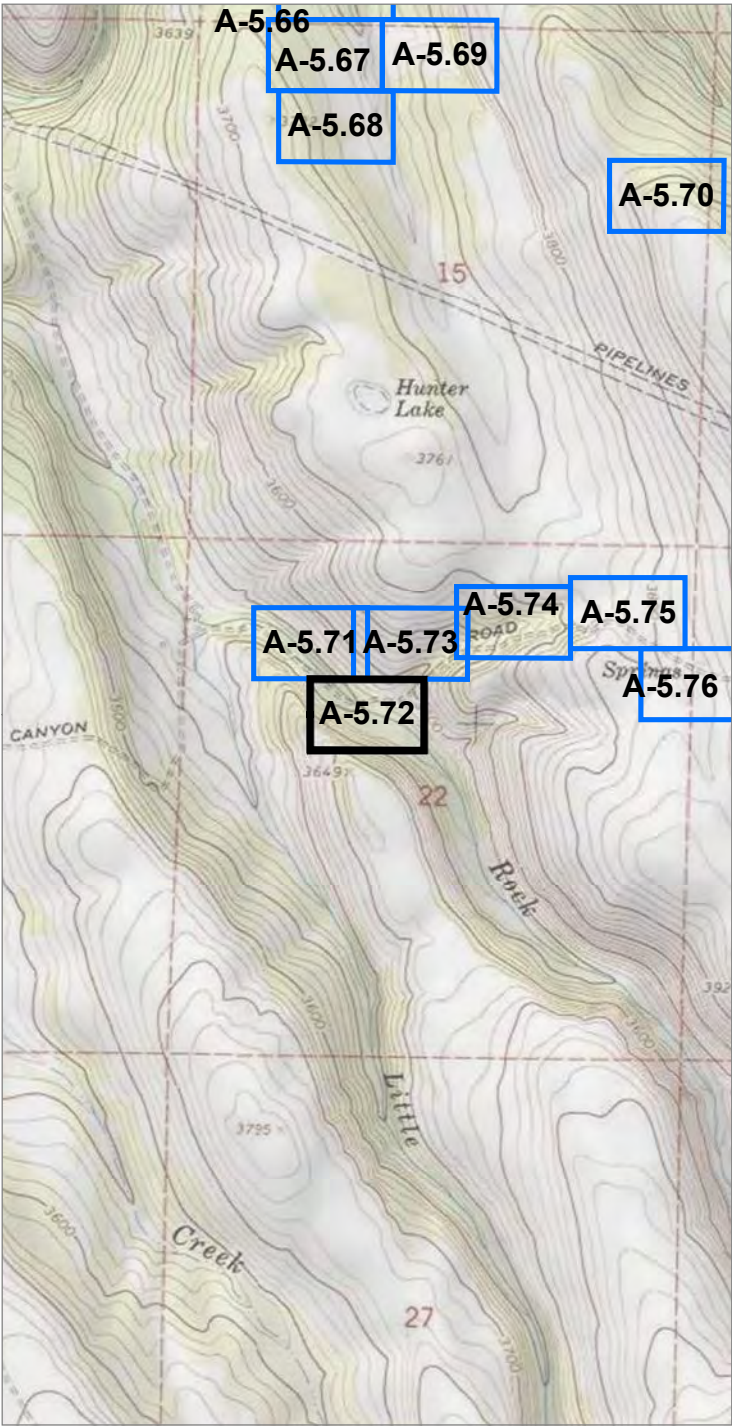 A-5.66
3639
A-5.67
A-5.69
3700
A-5.68
A-5.70
3800
15
PIPELINES
Hunter
Lake
3761
3600
A-5.74
A-5.75
ROAD
A-5.71
A-5.73
Springs
A-5.76
A-5.72
3600
CANYON
3649
22
Rock
392
3600
3600
Little
3795
3600
Creek
27
3700